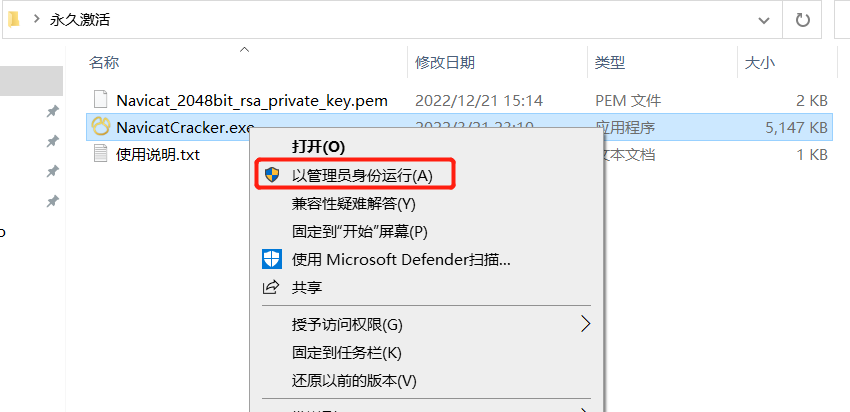 永久激活
名称 修改日期 类型 大小
Navicat_2048bit_rsa_private_key.pem 2022/12/21 15:14 PEM 文件 2 KB
NavicatCracker.exe 应用程序 5,147 KB
使用说明.txt 文本文档 1 KB
打开(O)
以管理员身份运行(A)
兼容性疑难解答(Y)
固定到"开始"屏幕(P)
使用 Microsoft Defender扫描...
共享
授予访问权限(G)
固定到任务栏(K)
还原以前的版本(V)